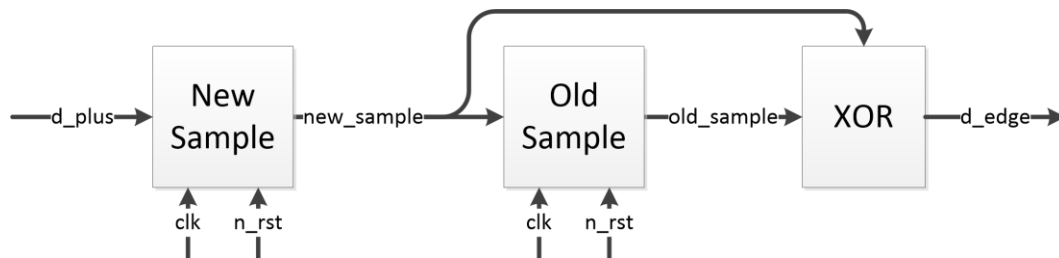 d_plus
New
Sample
clk
n_rst
new_sample
Old
Sample
clk
n_rst
old_sample
XOR
d_edge